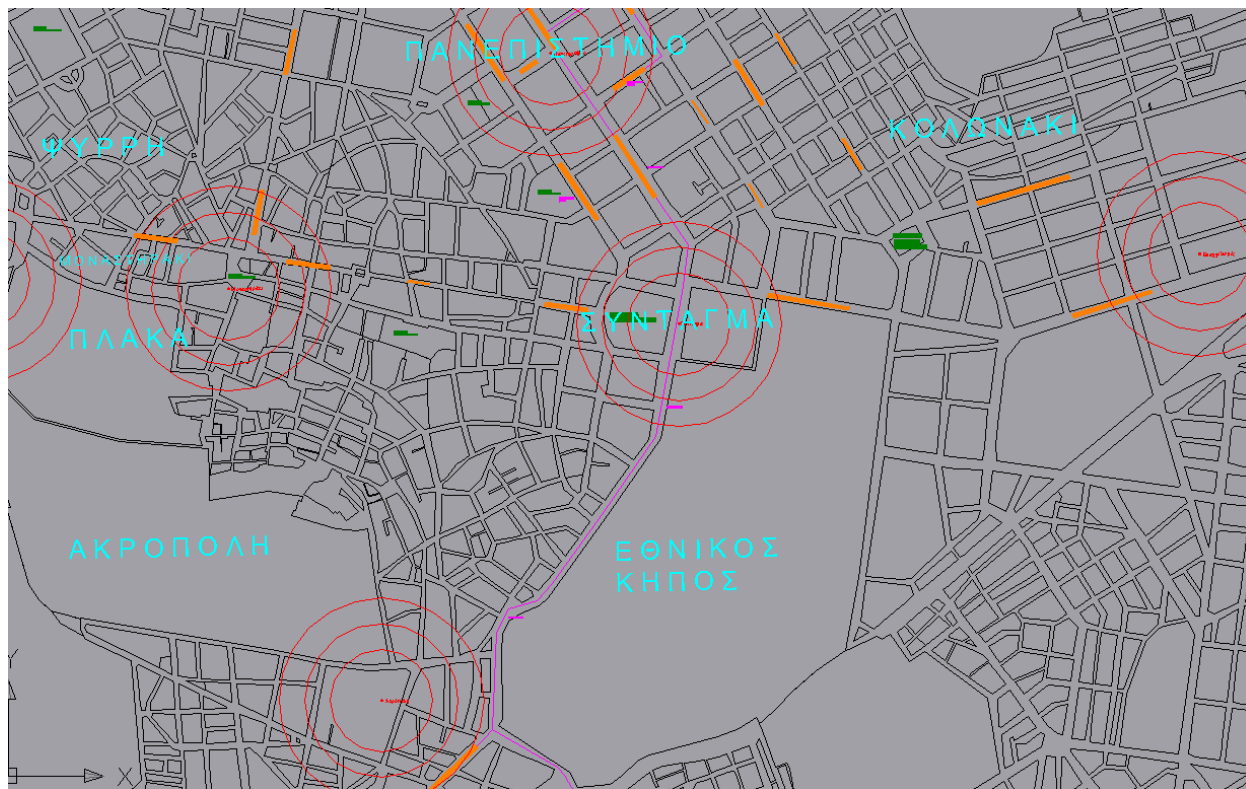 ΠΑΝΕΠΙΣΤΗΜΙΟ
ΚΟΛΩΝΑΚΙ
ΨΥΡΡΗ
ΜΟΝΑΣΤΗΡΑΚΙ
ΣΥΝΤΑΓΜΑ
ΠΛΑΚΑ
ΑΚΡΟΠΟΛΗ
ΕΘΝΙΚΟΣ
ΚΗΠΟΣ
Y
X